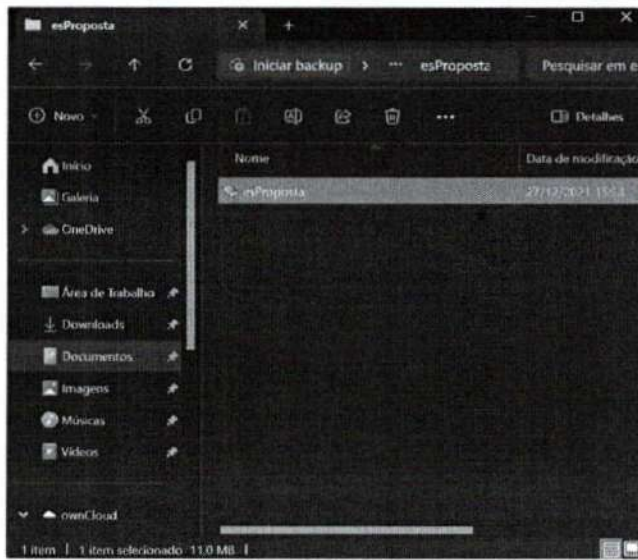 esProposta
Iniciar backup > ... esProposta Pesquisar em e
Novo Detalhes
Nome Data de modificação
esProposta
Início
Galeria
OneDrive
Área de Trabalho
Downloads
Documentos
Imagens
Músicas
Vídeos
ownCloud
1 item 1 item selecionado 11,0 MB